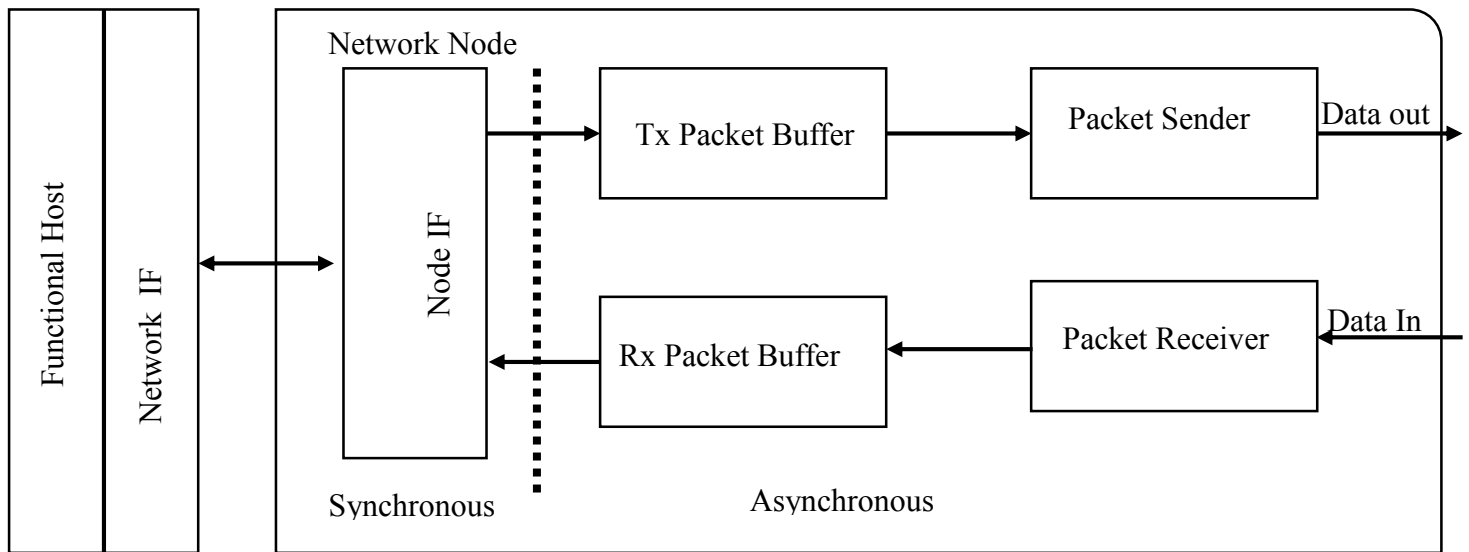 Functional Host
Network IF
Network Node
Node IF
Tx Packet Buffer
Packet Sender
Data out
Rx Packet Buffer
Packet Receiver
Data In
Synchronous
Asynchronous